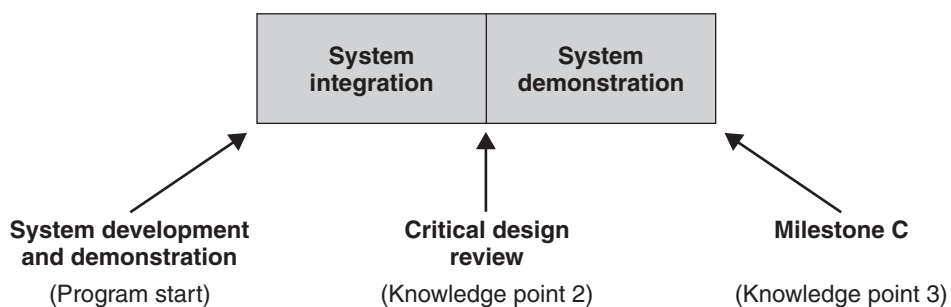 System
integration
System
demonstration
System development
and demonstration
(Program start)
Critical design
review
(Knowledge point 2)
Milestone C
(Knowledge point 3)